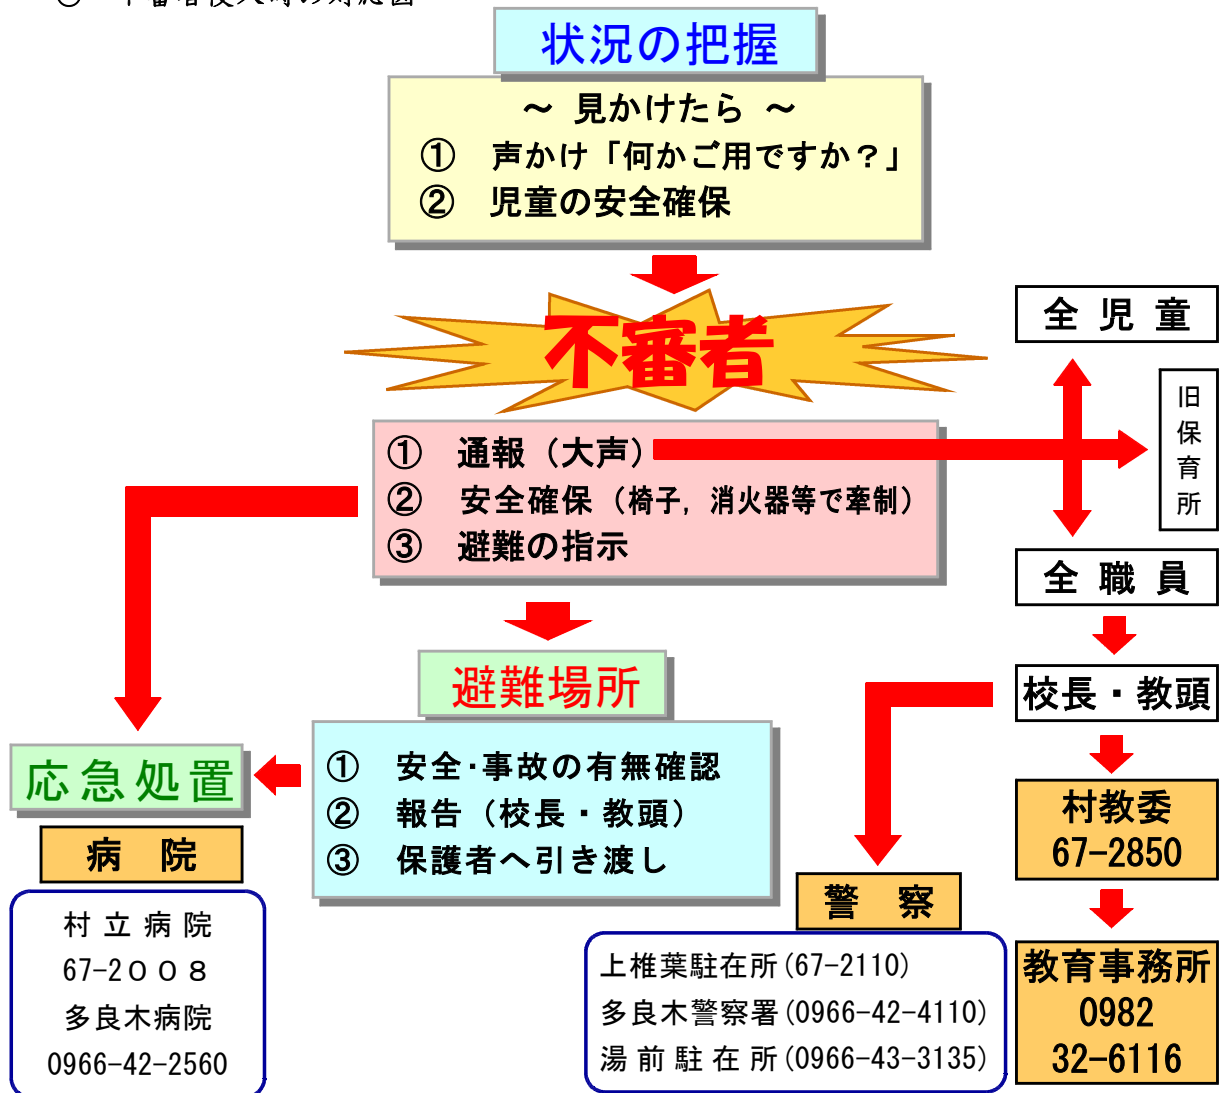 状況の把握
～ 見かけたら ～
① 声かけ「何かご用ですか？」
② 児童の安全確保
不審者
① 通報（大声）
② 安全確保（椅子，消火器等で牽制）
③ 避難の指示
全児童
旧保育所
全職員
校長・教頭
村教委
67-2850
教育事務所
0982
32-6116
避難場所
① 安全・事故の有無確認
② 報告（校長・教頭）
③ 保護者へ引き渡し
応急処置
病 院
村立病院
67-2００８
多良木病院
0966-42-2560
警 察
上椎葉駐在所(67-2110)
多良木警察署(0966-42-4110)
湯前駐在所(0966-43-3135)